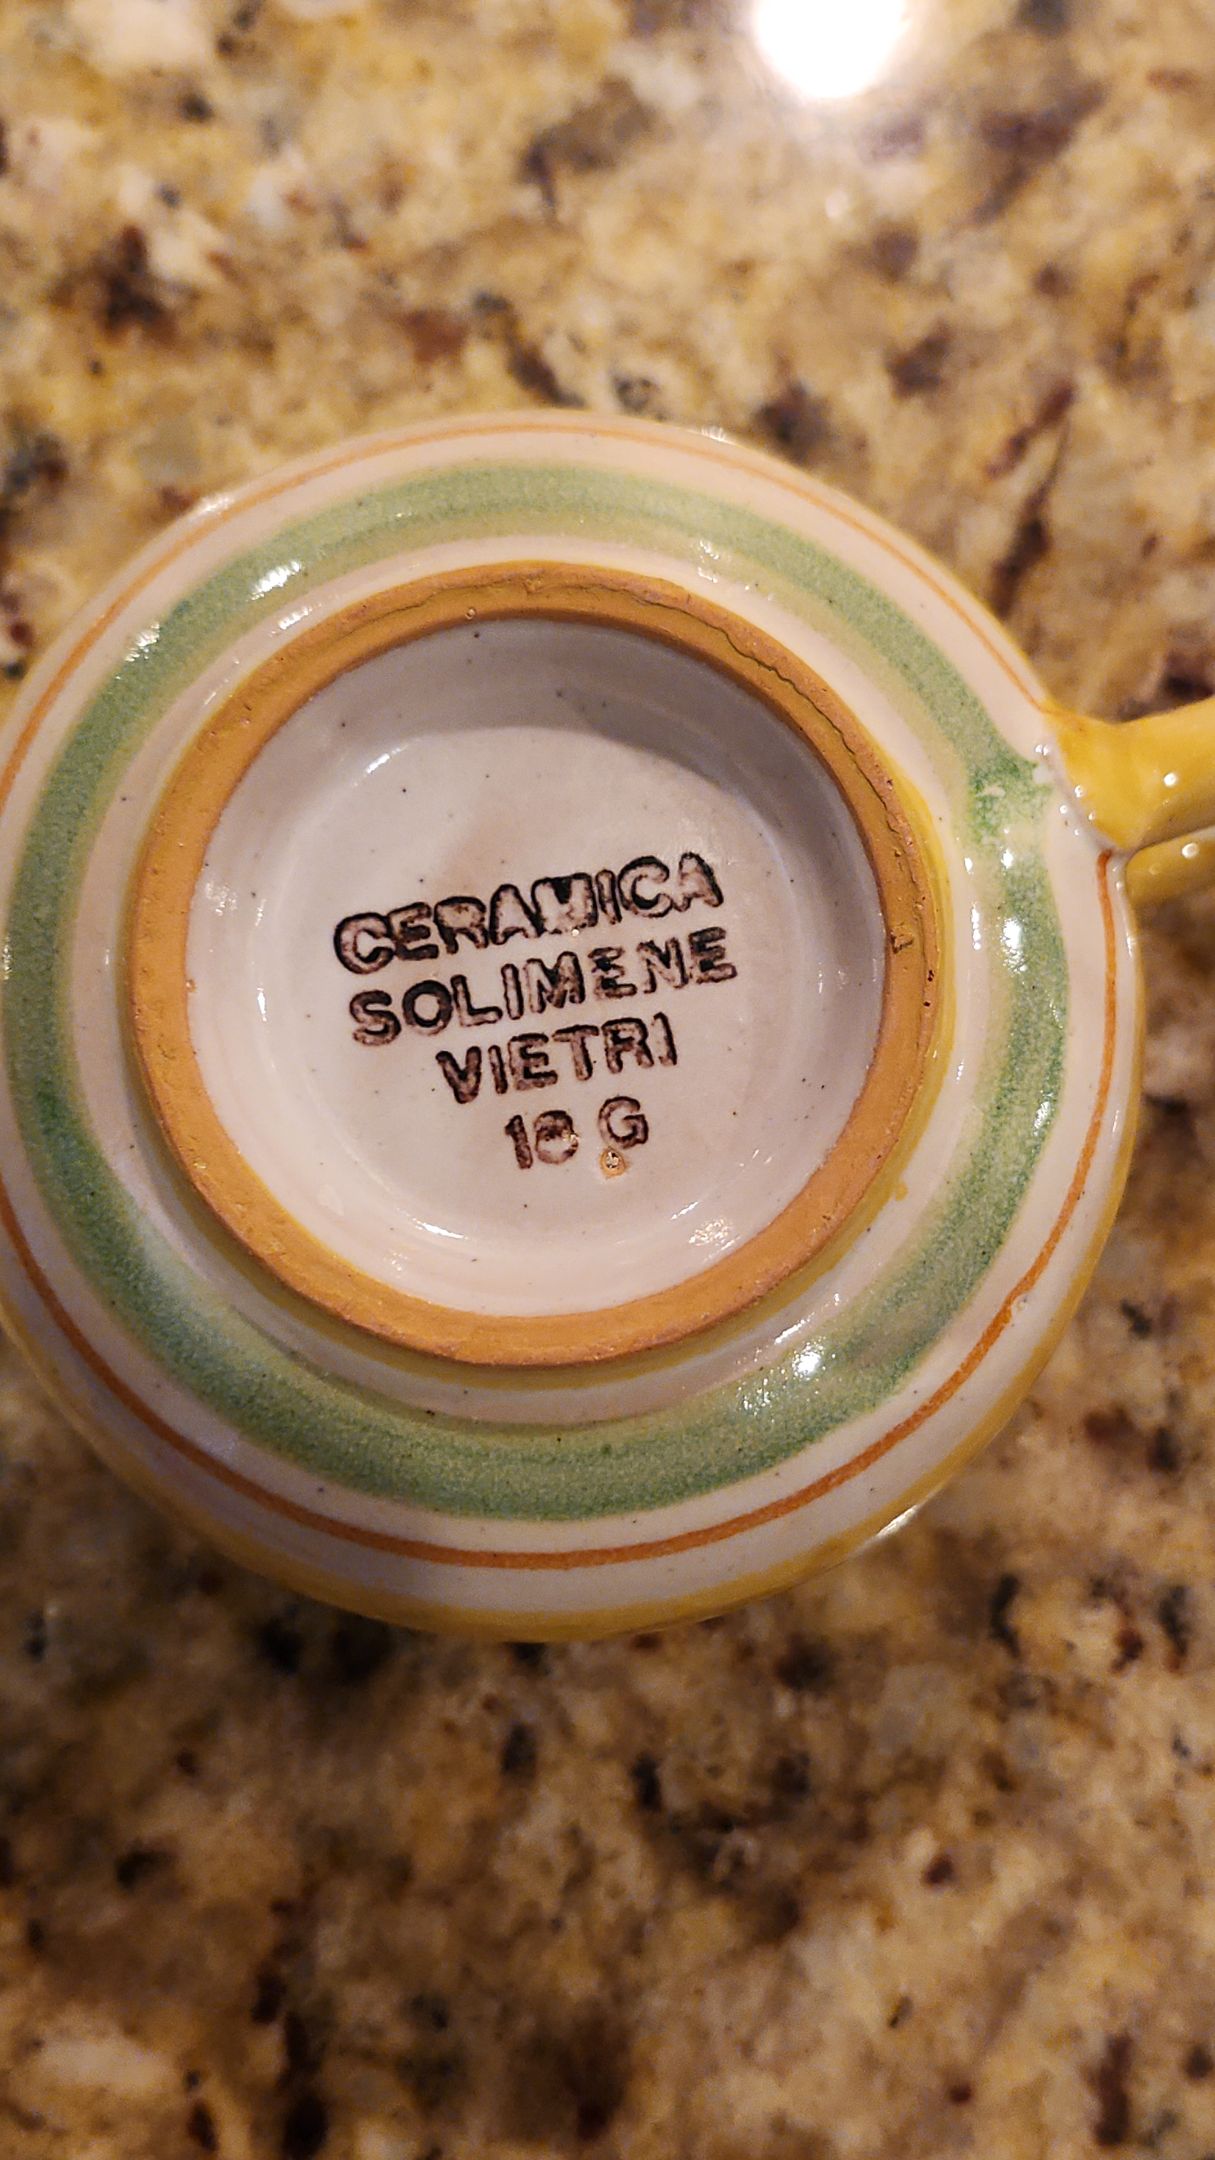 CERAMICA
SOLIMENE
VIETRI
18 G